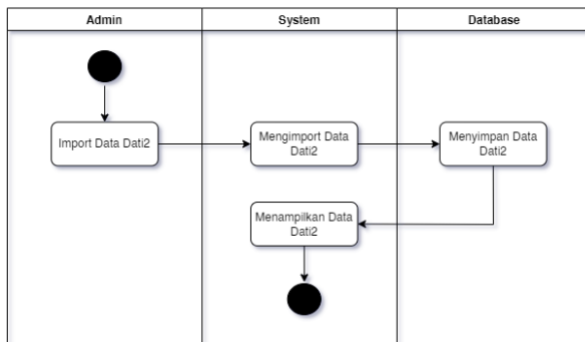 Admin
System
Database
Import Data Dati2
Mengimport Data
Dati2
Menyimpan Data
Dati2
Menampilkan Data
Dati2